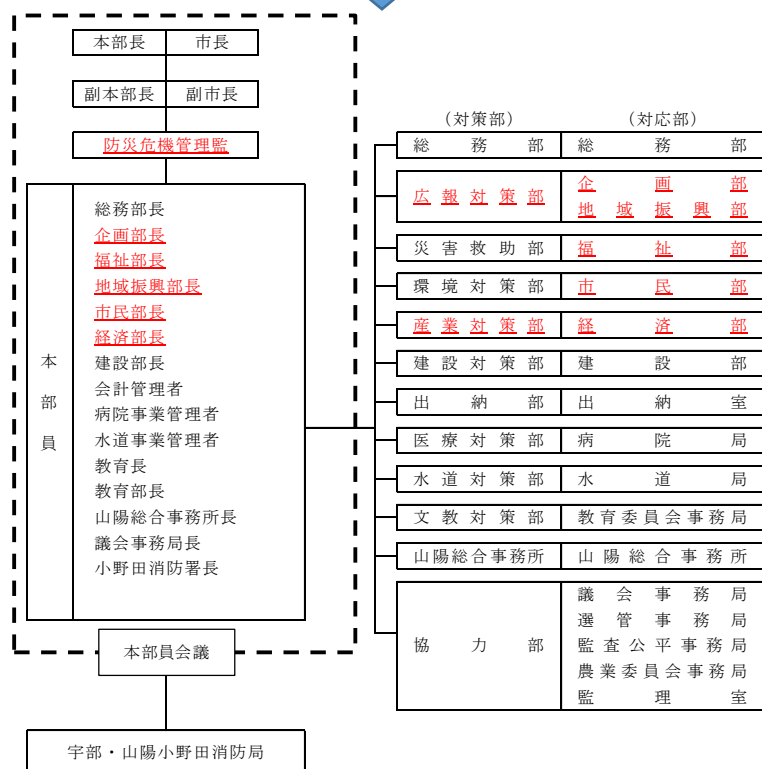 本部長 市長
副本部長 副市長
防災危機管理監
本部員
総務部長
企画部長
福祉部長
地域振興部長
市民部長
経済部長
建設部長
会計管理者
病院事業管理者
水道事業管理者
教育長
教育部長
山陽総合事務所長
議会事務局長
小野田消防署長
本部員会議
宇部・山陽小野田消防局
(対策部) (対応部)
総務部 総務部
広報対策部 企画部
地域振興部
災害救助部 福祉部
環境対策部 市民部
産業対策部 経済部
建設対策部 建設部
出納部 出納室
医療対策部 病院局
水道対策部 水道局
文教対策部 教育委員会事務局
山陽総合事務所 山陽総合事務所
協力部 議会事務局
選管事務局
監査公平事務局
農業委員会事務局
監理室